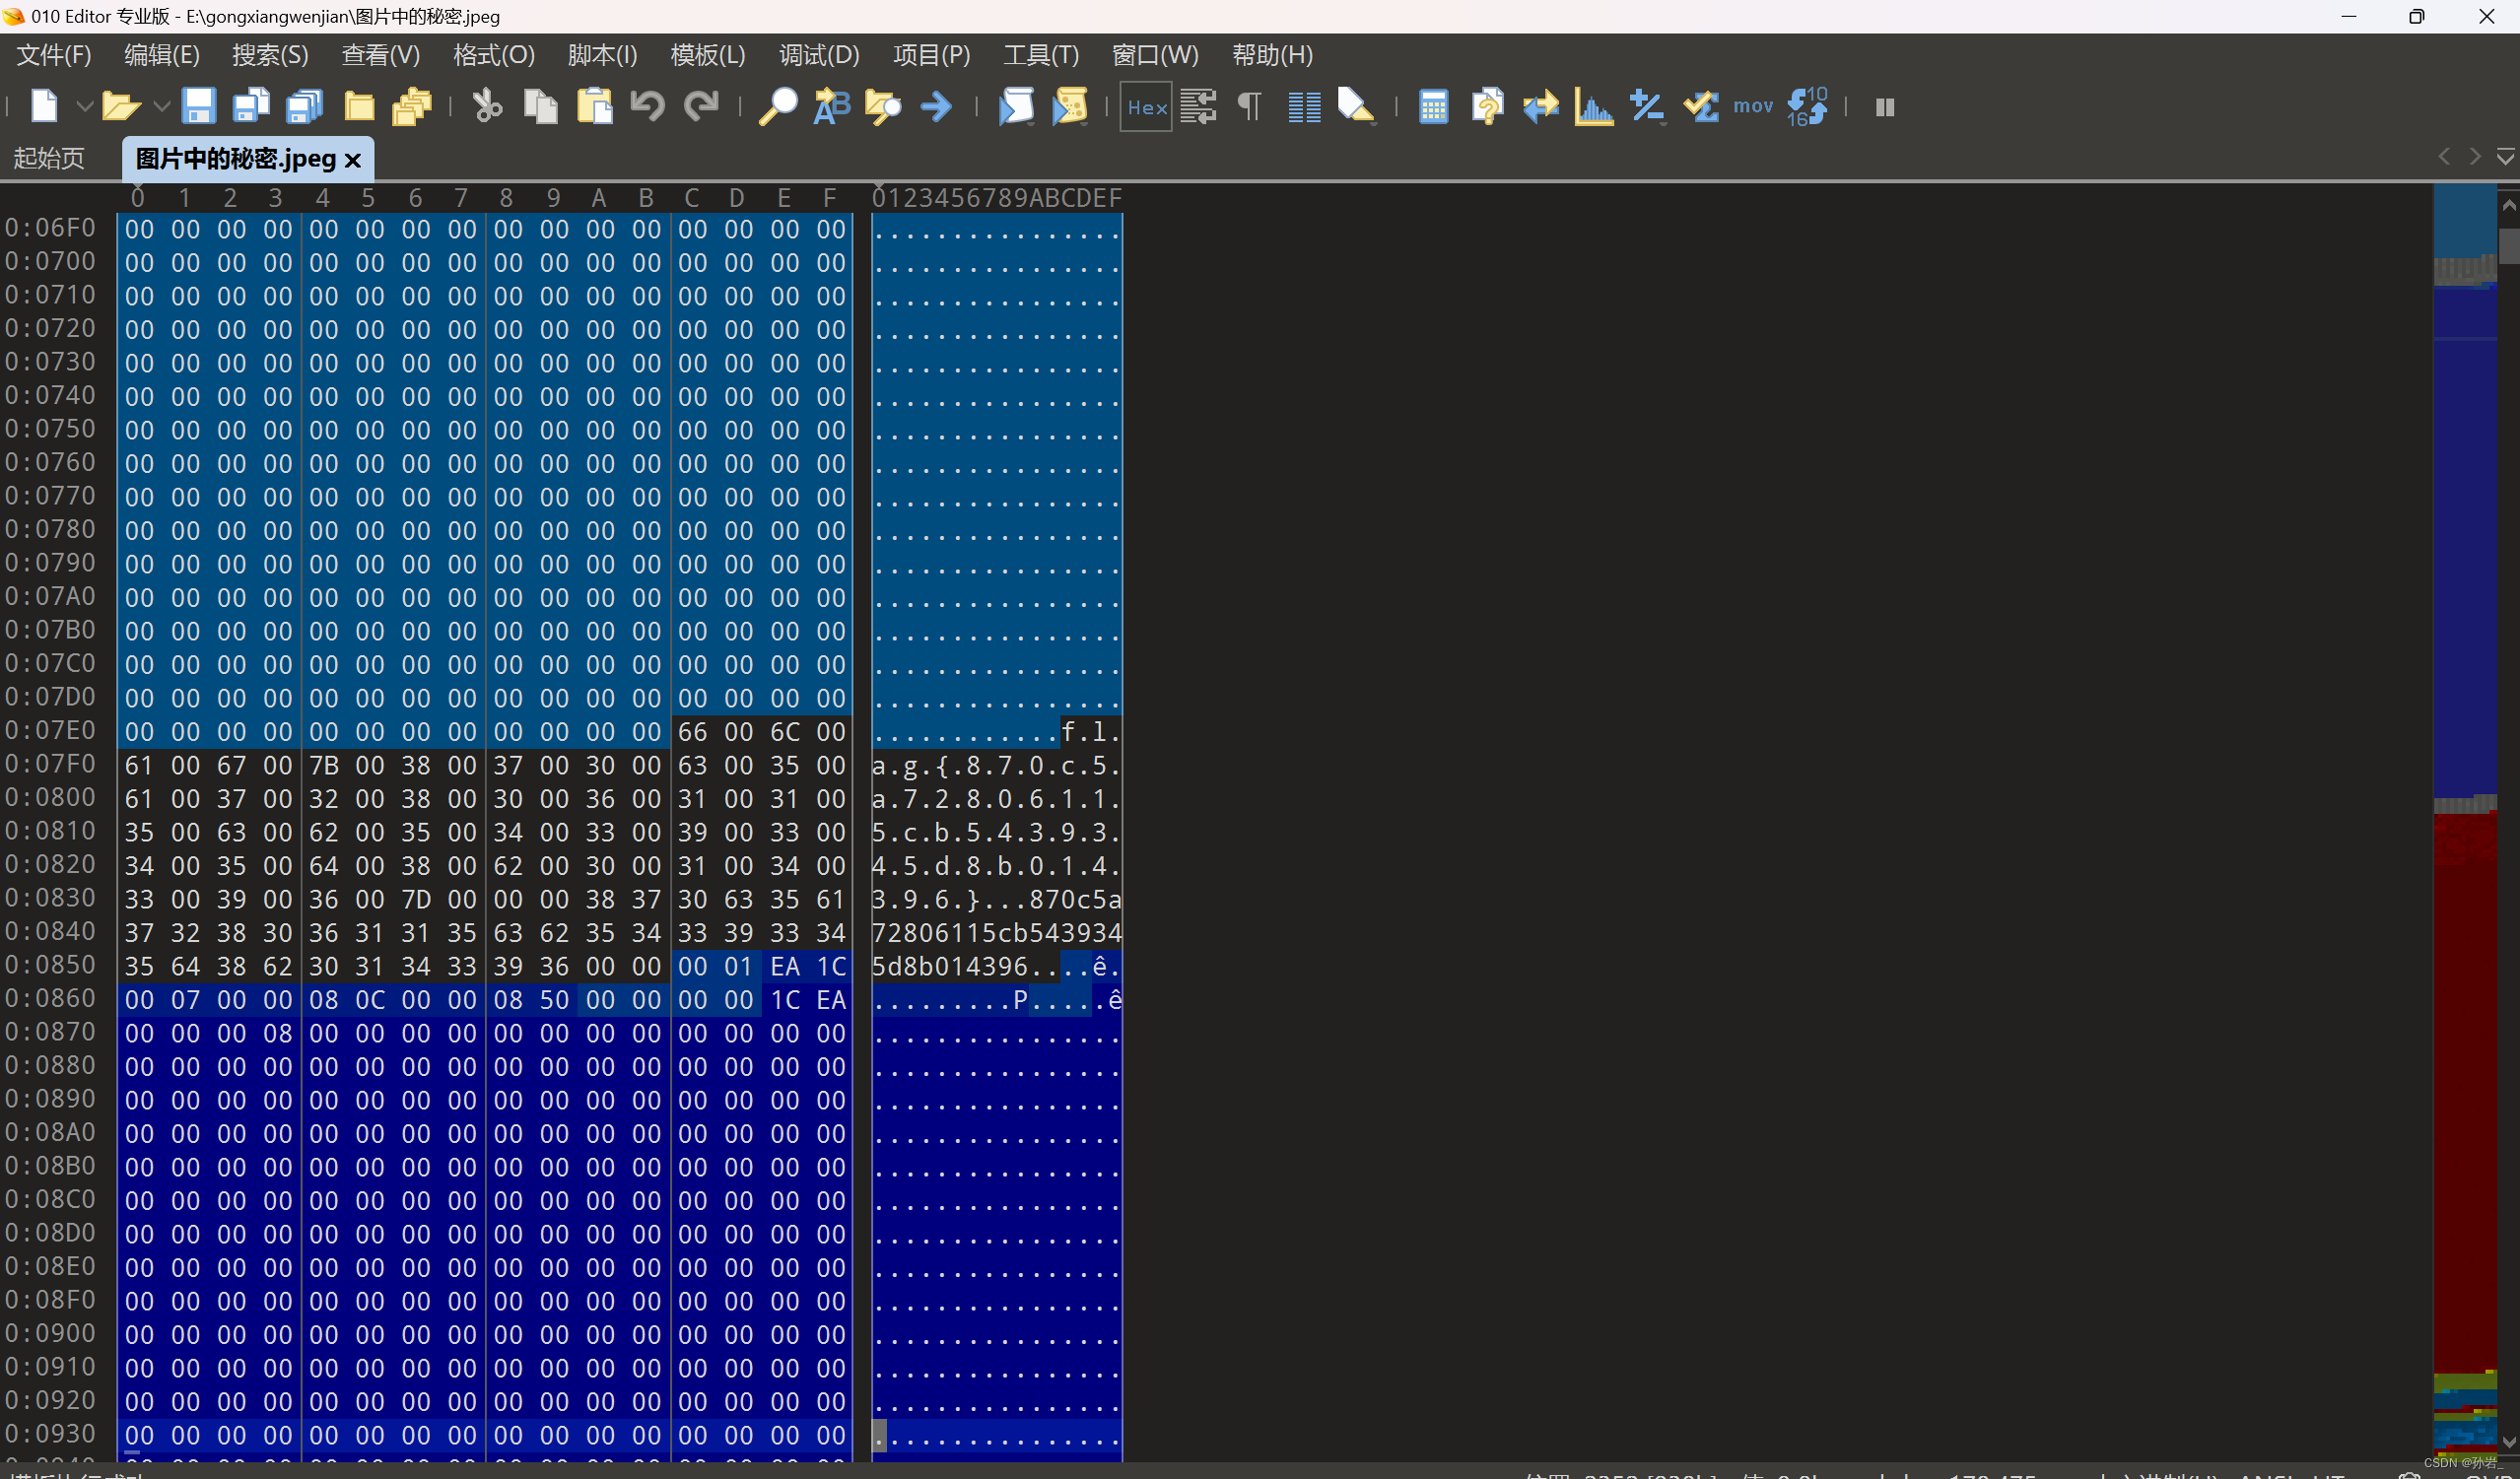 010 Editor 专业版 - E:\gongxiangwenjian\图片中的秘密.jpeg
文件(F) 编辑(E) 搜索(S) 查看(V) 格式(O) 脚本(I) 模板(L) 调试(D) 项目(P) 工具(T) 窗口(W) 帮助(H)
Hex mov 10 16
起始页 图片中的秘密.jpeg ×
0 1 2 3 4 5 6 7 8 9 A B C D E F 0123456789ABCDEF
0:06F0 00 00 00 00 00 00 00 00 00 00 00 00 00 00 00 00 ................
0:0700 00 00 00 00 00 00 00 00 00 00 00 00 00 00 00 00 ................
0:0710 00 00 00 00 00 00 00 00 00 00 00 00 00 00 00 00 ................
0:0720 00 00 00 00 00 00 00 00 00 00 00 00 00 00 00 00 ................
0:0730 00 00 00 00 00 00 00 00 00 00 00 00 00 00 00 00 ................
0:0740 00 00 00 00 00 00 00 00 00 00 00 00 00 00 00 00 ................
0:0750 00 00 00 00 00 00 00 00 00 00 00 00 00 00 00 00 ................
0:0760 00 00 00 00 00 00 00 00 00 00 00 00 00 00 00 00 ................
0:0770 00 00 00 00 00 00 00 00 00 00 00 00 00 00 00 00 ................
0:0780 00 00 00 00 00 00 00 00 00 00 00 00 00 00 00 00 ................
0:0790 00 00 00 00 00 00 00 00 00 00 00 00 00 00 00 00 ................
0:07A0 00 00 00 00 00 00 00 00 00 00 00 00 00 00 00 00 ................
0:07B0 00 00 00 00 00 00 00 00 00 00 00 00 00 00 00 00 ................
0:07C0 00 00 00 00 00 00 00 00 00 00 00 00 00 00 00 00 ................
0:07D0 00 00 00 00 00 00 00 00 00 00 00 00 00 00 00 00 ................
0:07E0 00 00 00 00 00 00 00 00 00 00 00 00 66 00 6C 00 ............f.l.
0:07F0 61 00 67 00 7B 00 38 00 37 00 30 00 63 00 35 00 a.g.{.8.7.0.c.5.
0:0800 61 00 37 00 32 00 38 00 30 00 36 00 31 00 31 00 a.7.2.8.0.6.1.1.
0:0810 35 00 63 00 62 00 35 00 34 00 33 00 39 00 33 00 5.c.b.5.4.3.9.3.
0:0820 34 00 35 00 64 00 38 00 62 00 30 00 31 00 34 00 4.5.d.8.b.0.1.4.
0:0830 33 00 39 00 36 00 7D 00 00 00 38 37 30 63 35 61 3.9.6.}...870c5a
0:0840 37 32 38 30 36 31 31 35 63 62 35 34 33 39 33 34 72806115cb543934
0:0850 35 64 38 62 30 31 34 33 39 36 00 00 00 01 EA 1C 5d8b014396....ê.
0:0860 00 07 00 00 08 0C 00 00 08 50 00 00 00 00 1C EA .........P.....ê
0:0870 00 00 00 08 00 00 00 00 00 00 00 00 00 00 00 00 ................
0:0880 00 00 00 00 00 00 00 00 00 00 00 00 00 00 00 00 ................
0:0890 00 00 00 00 00 00 00 00 00 00 00 00 00 00 00 00 ................
0:08A0 00 00 00 00 00 00 00 00 00 00 00 00 00 00 00 00 ................
0:08B0 00 00 00 00 00 00 00 00 00 00 00 00 00 00 00 00 ................
0:08C0 00 00 00 00 00 00 00 00 00 00 00 00 00 00 00 00 ................
0:08D0 00 00 00 00 00 00 00 00 00 00 00 00 00 00 00 00 ................
0:08E0 00 00 00 00 00 00 00 00 00 00 00 00 00 00 00 00 ................
0:08F0 00 00 00 00 00 00 00 00 00 00 00 00 00 00 00 00 ................
0:0900 00 00 00 00 00 00 00 00 00 00 00 00 00 00 00 00 ................
0:0910 00 00 00 00 00 00 00 00 00 00 00 00 00 00 00 00 ................
0:0920 00 00 00 00 00 00 00 00 00 00 00 00 00 00 00 00 ................
0:0930 00 00 00 00 00 00 00 00 00 00 00 00 00 00 00 00 ................
CSDN @孙岩_